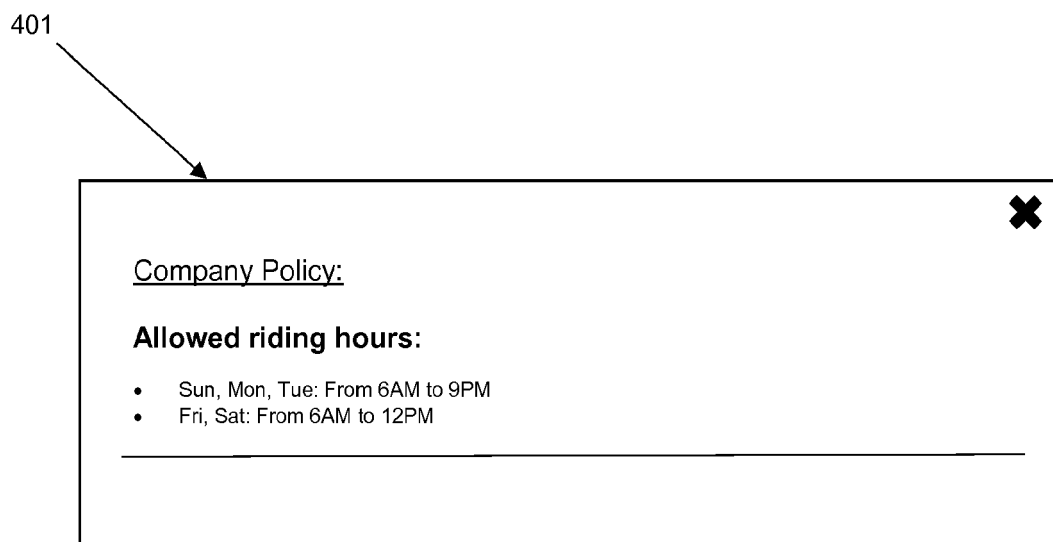 401
Company Policy:
Allowed riding hours:
• Sun, Mon, Tue: From 6AM to 9PM
• Fri, Sat: From 6AM to 12PM